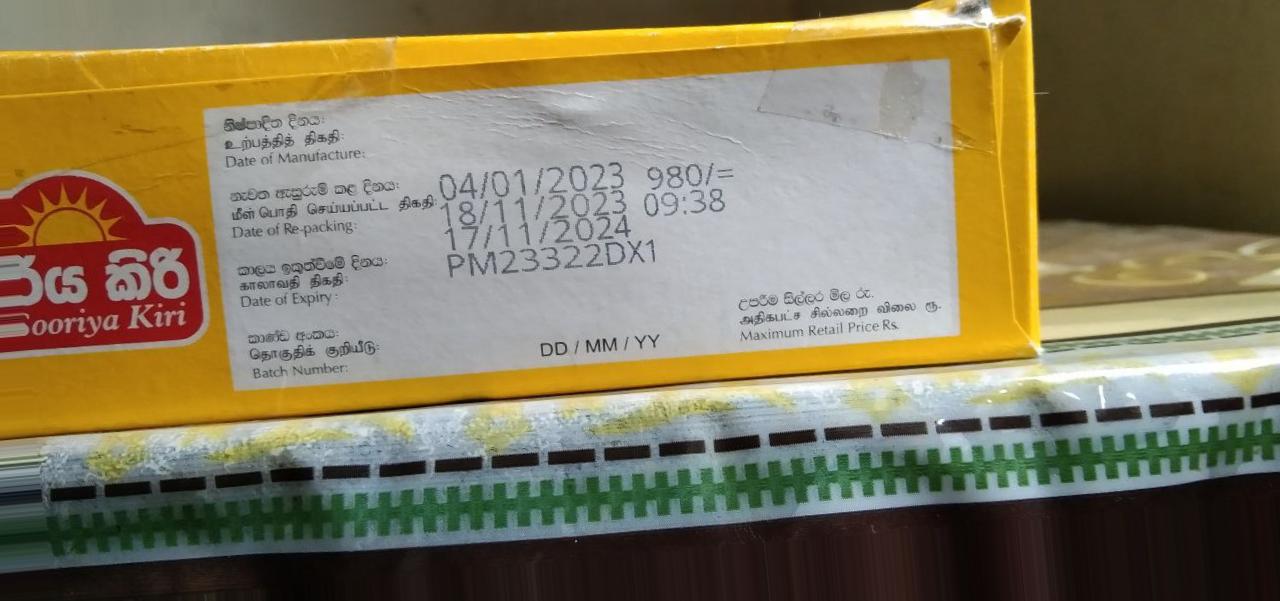 නිෂ්පාදිත දිනය:
உற்பத்தித் திகதி:
Date of Manufacture:
නැවත ඇසුරුම් කළ දිනය:
மீள் பொதி செய்யப்பட்ட திகதி:
Date of Re-packing:
කාලය ඉකුත්වීමේ දිනය:
காலாவதி திகதி:
Date of Expiry:
කාණ්ඩ අංකය:
தொகுதிக் குறியீடு:
Batch Number:
04/01/2023 980/=
18/11/2023 09:38
17/11/2024
PM23322DX1
DD / MM / YY
උපරිම සිල්ලර මිල රු.
அதிகபட்ச சில்லறை விலை ரூ.
Maximum Retail Price Rs.
රිය කිරි
Sooriya Kiri